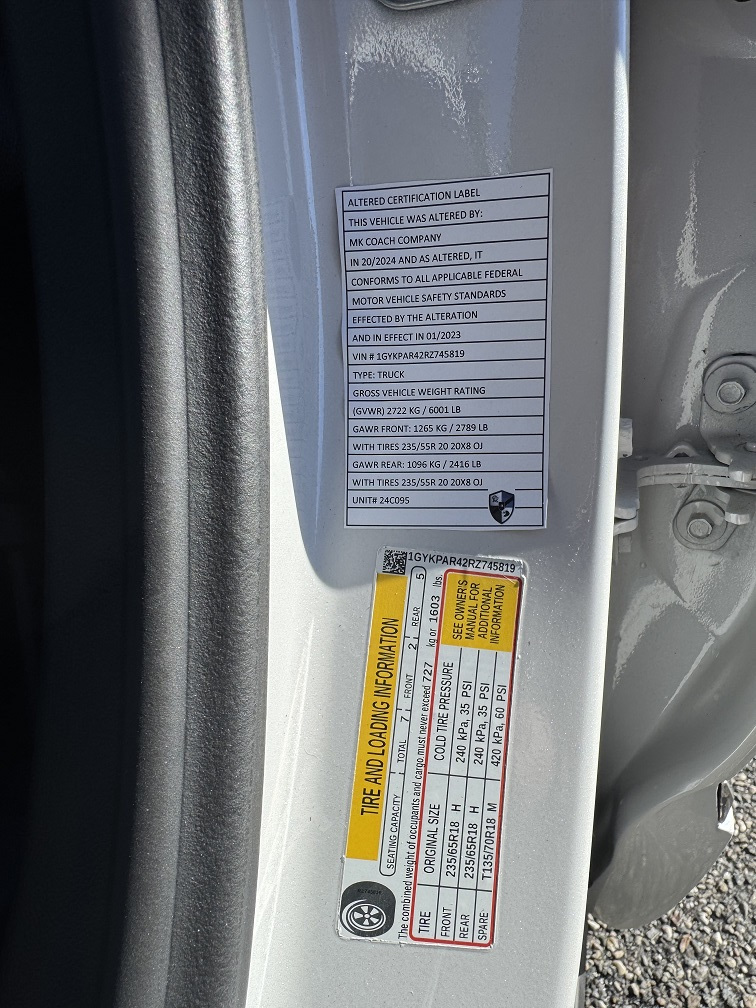 ALTERED CERTIFICATION LABEL
THIS VEHICLE WAS ALTERED BY:
MK COACH COMPANY
IN 20/2024 AND AS ALTERED, IT
CONFORMS TO ALL APPLICABLE FEDERAL
MOTOR VEHICLE SAFETY STANDARDS
EFFECTED BY THE ALTERATION
AND IN EFFECT IN 01/2023
VIN # 1GYKPAR42RZ745819
TYPE: TRUCK
GROSS VEHICLE WEIGHT RATING
(GVWR) 2722 KG / 6001 LB
GAWR FRONT: 1265 KG / 2789 LB
WITH TIRES 235/55R 20 20X8 OJ
GAWR REAR: 1096 KG / 2416 LB
WITH TIRES 235/55R 20 20X8 OJ
UNIT# 24C095
1GYKPAR42RZ745819
TIRE AND LOADING INFORMATION
SEATING CAPACITY TOTAL 7 FRONT 2 REAR 5
The combined weight of occupants and cargo must never exceed 727 kg or 1603 lbs.
TIRE ORIGINAL SIZE COLD TIRE PRESSURE
FRONT 235/65R18 H 240 kPa, 35 PSI
REAR 235/65R18 H 240 kPa, 35 PSI
SPARE T135/70R18 M 420 kPa, 60 PSI
SEE OWNER'S
MANUAL FOR
ADDITIONAL
INFORMATION